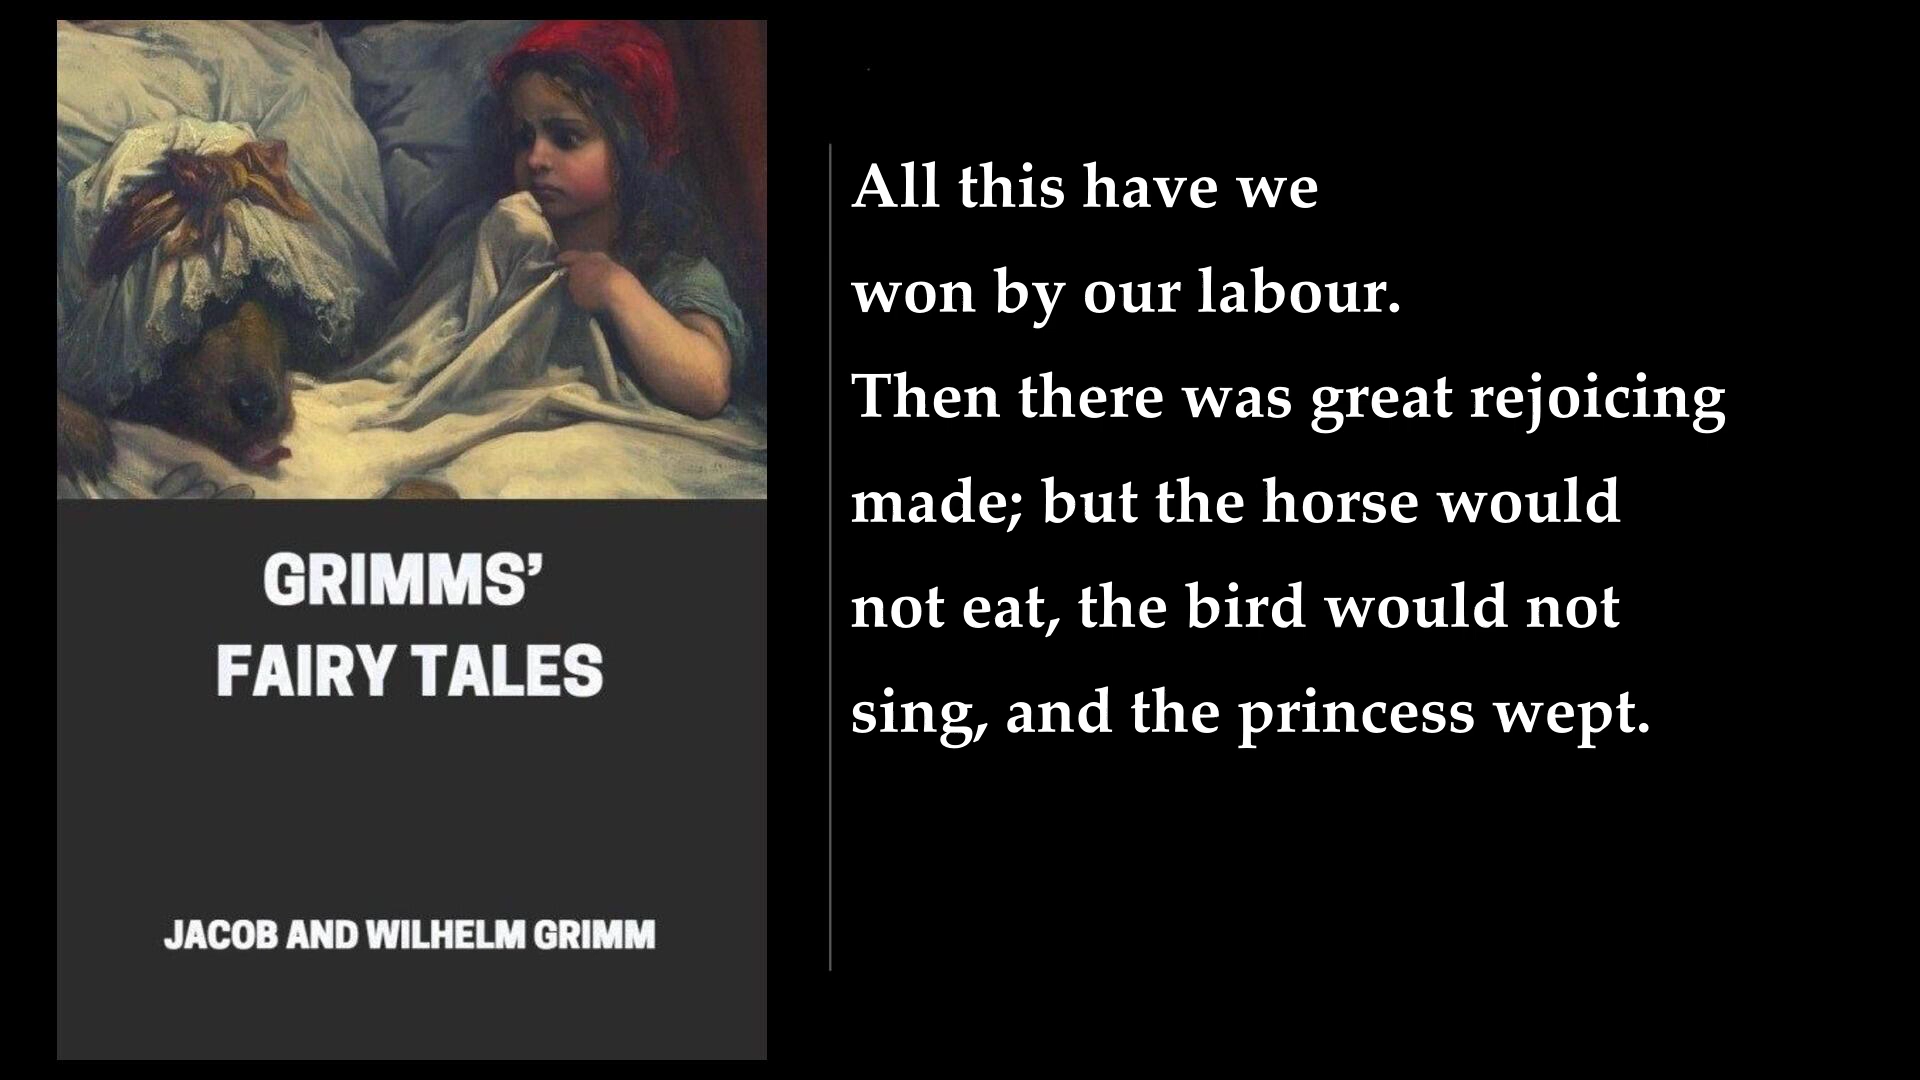 GRIMMS’
FAIRY TALES
JACOB AND WILHELM GRIMM
All this have we
won by our labour.
Then there was great rejoicing
made; but the horse would
not eat, the bird would not
sing, and the princess wept.